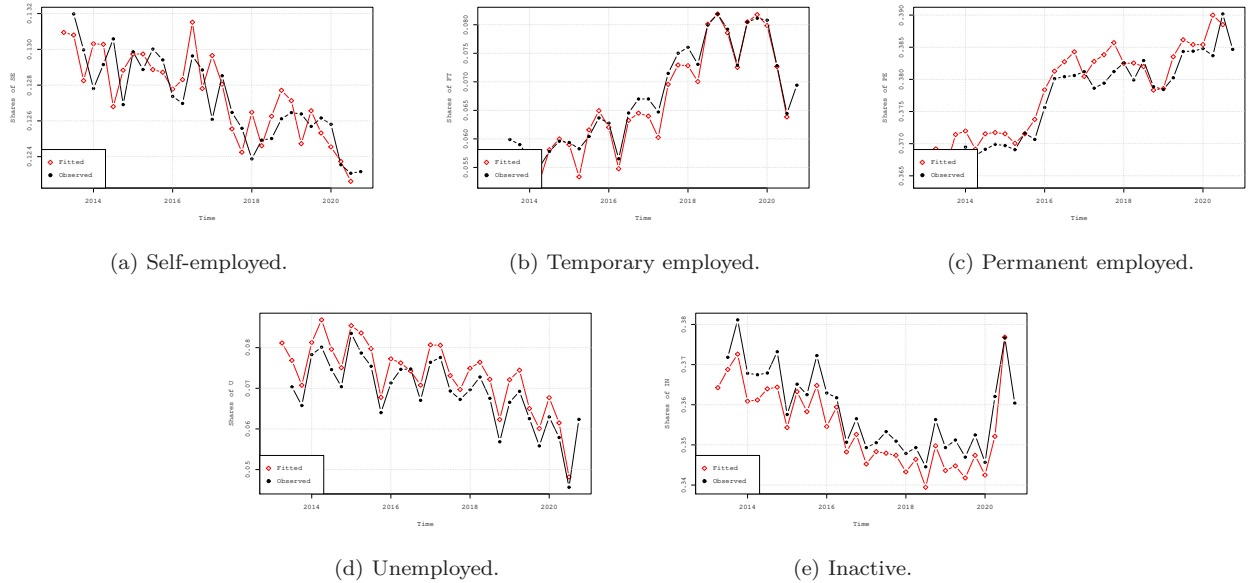 Shares of SE
0.124 0.126 0.128 0.130 0.132
Fitted
Observed
2014 2016 2018 2020
Time
(a) Self-employed.
Shares of FT
0.055 0.060 0.065 0.070 0.075 0.080
Fitted
Observed
2014 2016 2018 2020
Time
(b) Temporary employed.
Shares of PE
0.365 0.370 0.375 0.380 0.385 0.390
Fitted
Observed
2014 2016 2018 2020
Time
(c) Permanent employed.
Shares of U
0.05 0.06 0.07 0.08
Fitted
Observed
2014 2016 2018 2020
Time
(d) Unemployed.
Shares of IN
0.34 0.35 0.36 0.37 0.38
Fitted
Observed
2014 2016 2018 2020
Time
(e) Inactive.